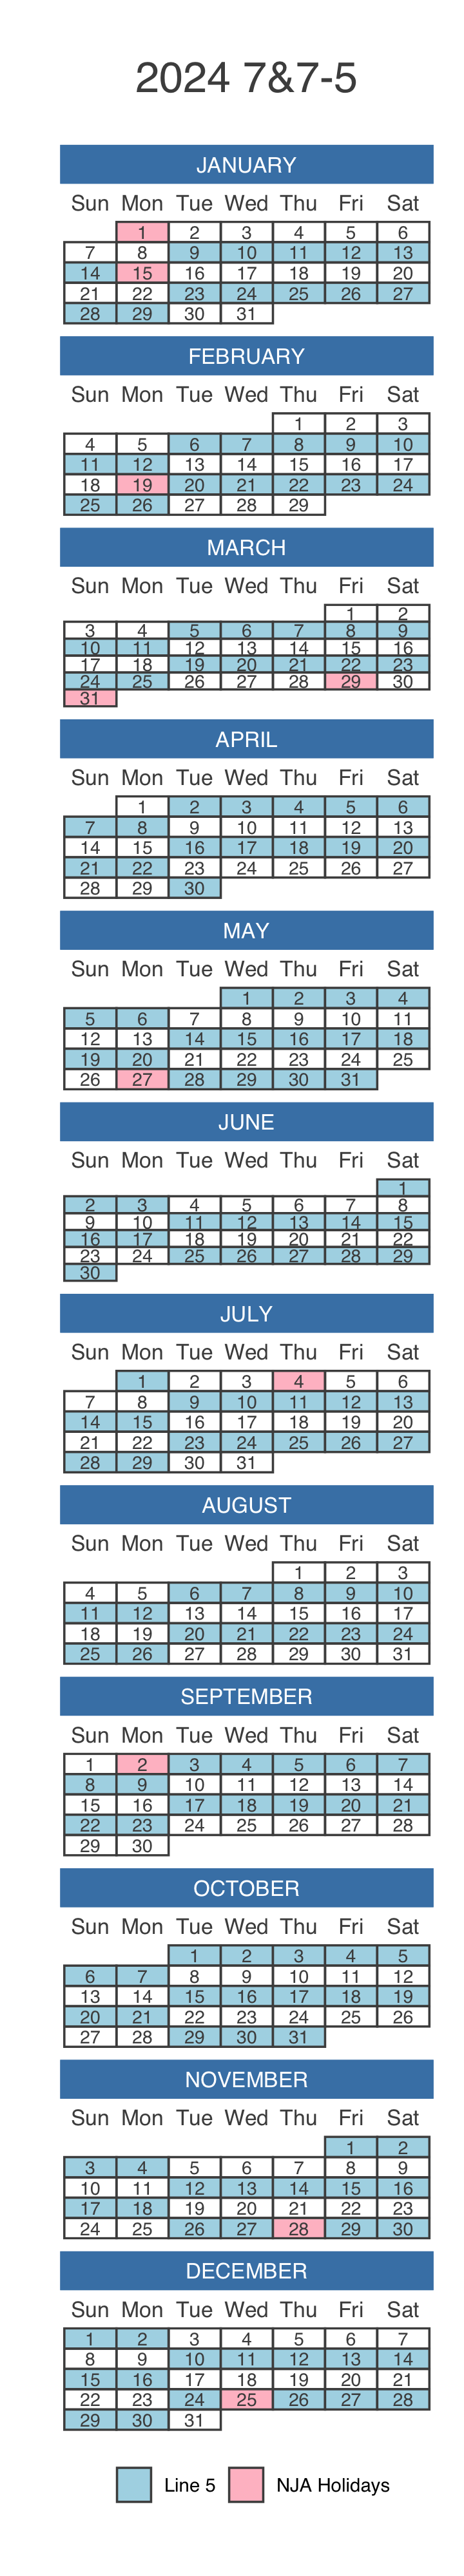 2024 7&7-5
JANUARY
Sun Mon Tue Wed Thu Fri Sat
1 2 3 4 5 6
7 8 9 10 11 12 13
14 15 16 17 18 19 20
21 22 23 24 25 26 27
28 29 30 31
FEBRUARY
Sun Mon Tue Wed Thu Fri Sat
1 2 3
4 5 6 7 8 9 10
11 12 13 14 15 16 17
18 19 20 21 22 23 24
25 26 27 28 29
MARCH
Sun Mon Tue Wed Thu Fri Sat
1 2
3 4 5 6 7 8 9
10 11 12 13 14 15 16
17 18 19 20 21 22 23
24 25 26 27 28 29 30
31
APRIL
Sun Mon Tue Wed Thu Fri Sat
1 2 3 4 5 6
7 8 9 10 11 12 13
14 15 16 17 18 19 20
21 22 23 24 25 26 27
28 29 30
MAY
Sun Mon Tue Wed Thu Fri Sat
1 2 3 4
5 6 7 8 9 10 11
12 13 14 15 16 17 18
19 20 21 22 23 24 25
26 27 28 29 30 31
JUNE
Sun Mon Tue Wed Thu Fri Sat
1
2 3 4 5 6 7 8
9 10 11 12 13 14 15
16 17 18 19 20 21 22
23 24 25 26 27 28 29
30
JULY
Sun Mon Tue Wed Thu Fri Sat
1 2 3 4 5 6
7 8 9 10 11 12 13
14 15 16 17 18 19 20
21 22 23 24 25 26 27
28 29 30 31
AUGUST
Sun Mon Tue Wed Thu Fri Sat
1 2 3
4 5 6 7 8 9 10
11 12 13 14 15 16 17
18 19 20 21 22 23 24
25 26 27 28 29 30 31
SEPTEMBER
Sun Mon Tue Wed Thu Fri Sat
1 2 3 4 5 6 7
8 9 10 11 12 13 14
15 16 17 18 19 20 21
22 23 24 25 26 27 28
29 30
OCTOBER
Sun Mon Tue Wed Thu Fri Sat
1 2 3 4 5
6 7 8 9 10 11 12
13 14 15 16 17 18 19
20 21 22 23 24 25 26
27 28 29 30 31
NOVEMBER
Sun Mon Tue Wed Thu Fri Sat
1 2
3 4 5 6 7 8 9
10 11 12 13 14 15 16
17 18 19 20 21 22 23
24 25 26 27 28 29 30
DECEMBER
Sun Mon Tue Wed Thu Fri Sat
1 2 3 4 5 6 7
8 9 10 11 12 13 14
15 16 17 18 19 20 21
22 23 24 25 26 27 28
29 30 31
Line 5 NJA Holidays